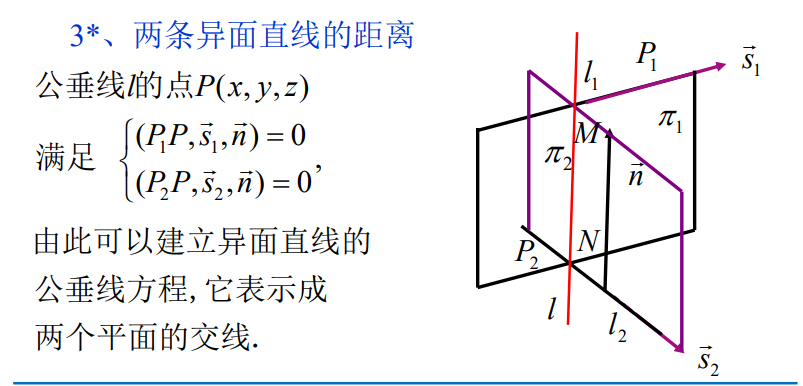 3*、两条异面直线的距离
公垂线l的点P(x,y,z)
满足 {(P₁P,s⃗₁,n⃗)=0
(P₂P,s⃗₂,n⃗)=0,
由此可以建立异面直线的
公垂线方程,它表示成
两个平面的交线.
l₁ P₁ s⃗₁
M π₁
π₂ n⃗
P₂ N
l l₂
s⃗₂